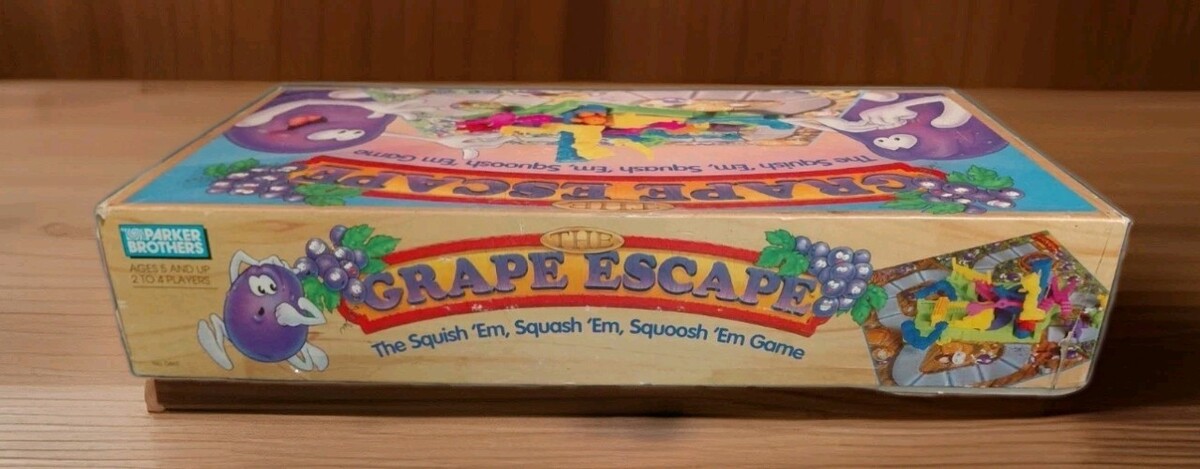 The Squish 'Em, Squash 'Em, Squoosh 'Em Game
THE
GRAPE ESCAPE
PARKER
BROTHERS
AGES 5 AND UP
2 TO 4 PLAYERS
THE
GRAPE ESCAPE
The Squish 'Em, Squash 'Em, Squoosh 'Em Game